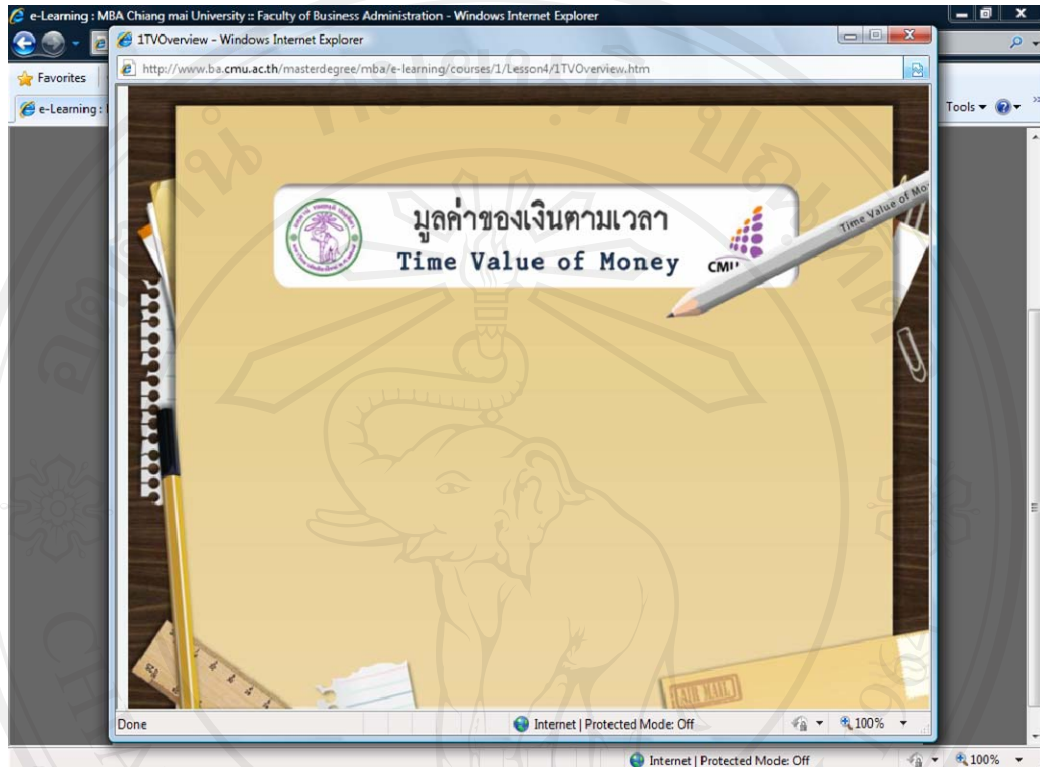 e-Learning : MBA Chiang mai University :: Faculty of Business Administration - Windows Internet Explorer
1TVOverview - Windows Internet Explorer
http://www.ba.cmu.ac.th/masterdegree/mba/e-learning/courses/1/Lesson4/1TVOverview.htm
Favorites
e-Learning :
Tools
มูลค่าของเงินตามเวลา
Time Value of Money
CMU
Time Value of Mo
AIR MAIL
Done
Internet | Protected Mode: Off
100%
Internet | Protected Mode: Off
100%